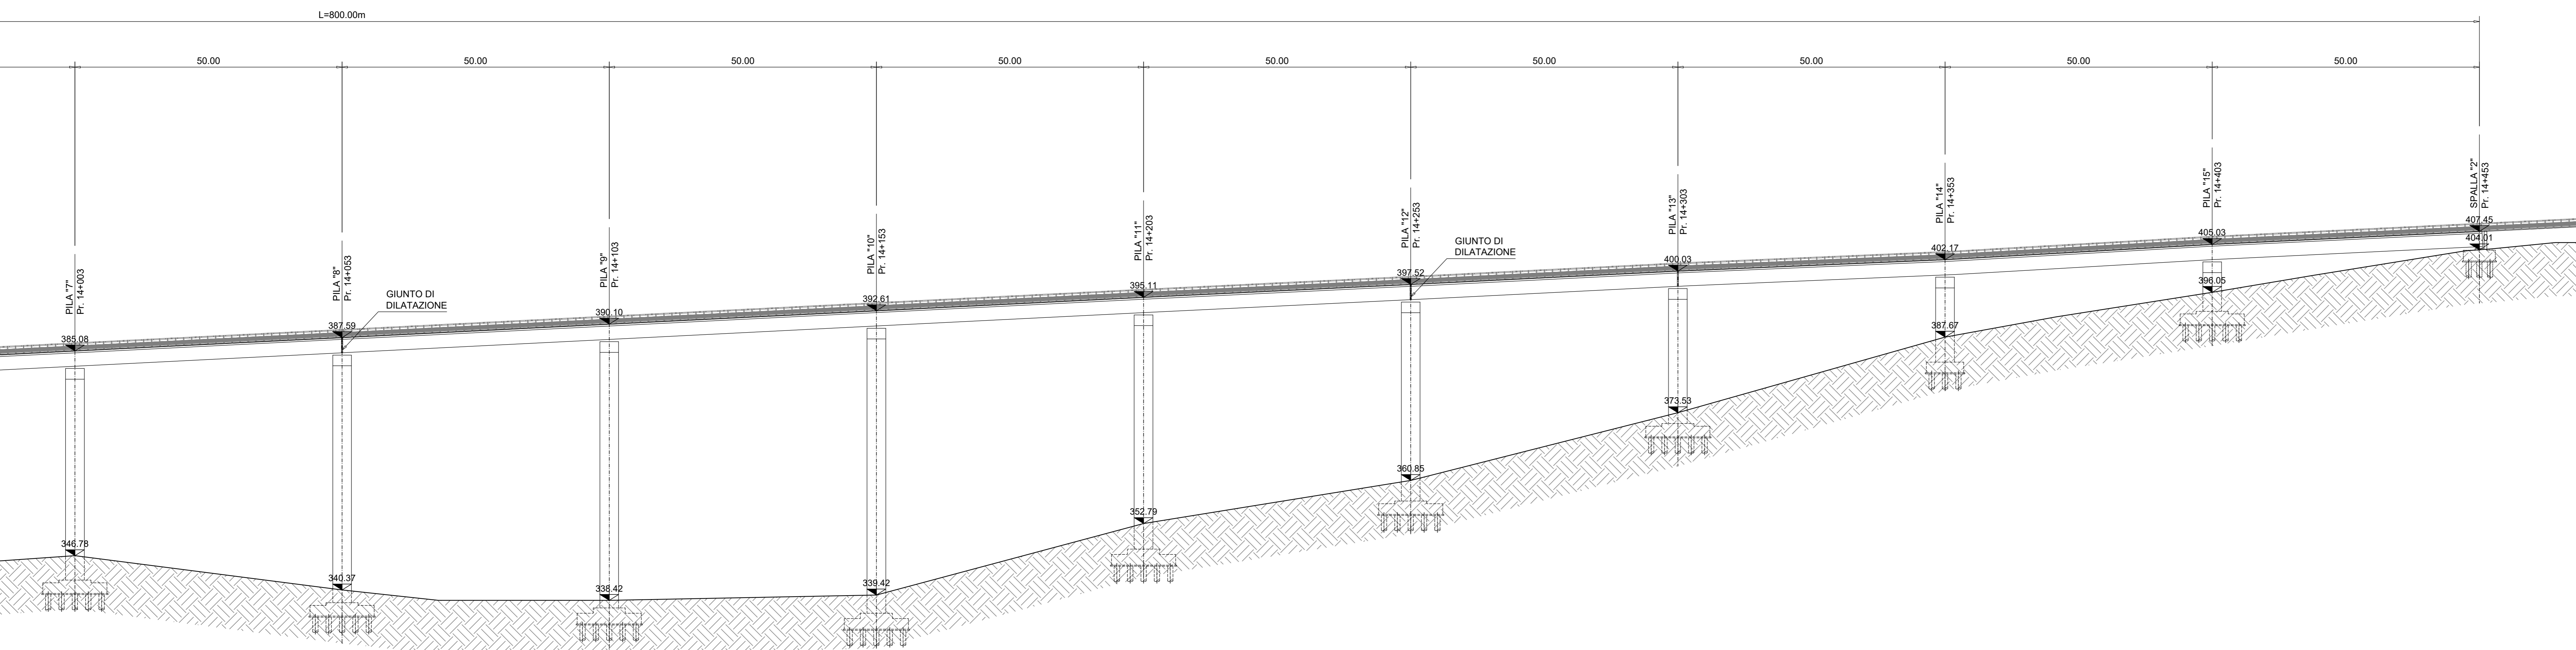 L=800.00m
50.00
50.00
50.00
50.00
50.00
50.00
50.00
50.00
50.00
PILA "7"
Pr. 14+003
385.08
346.78
PILA "8"
Pr. 14+053
387.59
GIUNTO DI
DILATAZIONE
340.37
PILA "9"
Pr. 14+103
390.10
338.42
PILA "10"
Pr. 14+153
392.61
339.42
PILA "11"
Pr. 14+203
395.11
352.79
PILA "12"
Pr. 14+253
397.52
GIUNTO DI
DILATAZIONE
360.85
PILA "13"
Pr. 14+303
400.03
373.53
PILA "14"
Pr. 14+353
402.17
387.67
PILA "15"
Pr. 14+403
405.03
396.05
SPALLA "2"
Pr. 14+453
407.45
404.01